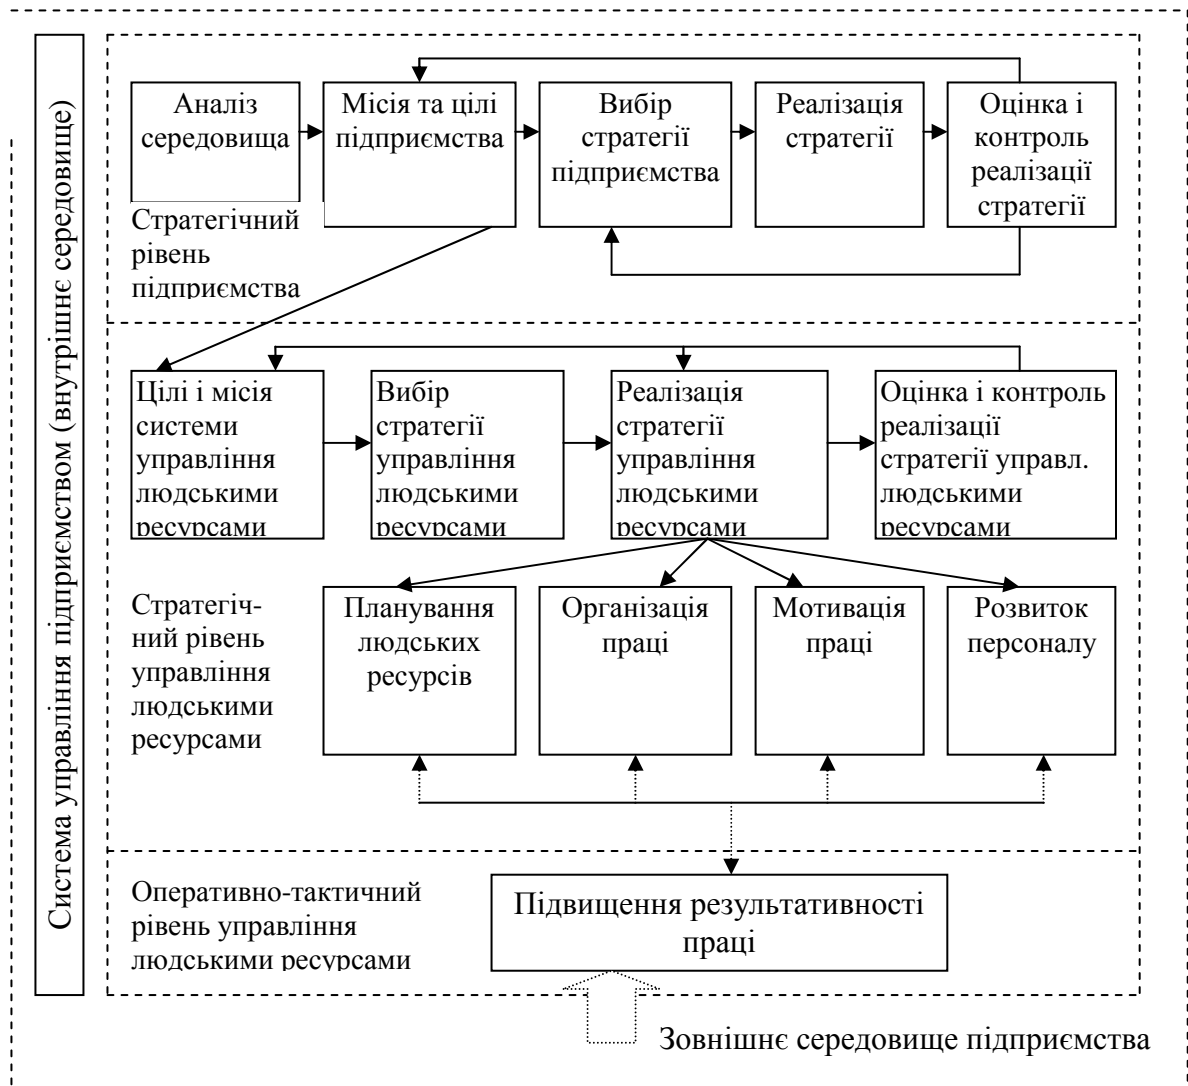 Система управління підприємством (внутрішнє середовище)
Аналіз
середовища
Місія та цілі
підприємства
Вибір
стратегії
підприємства
Реалізація
стратегії
Оцінка і
контроль
реалізації
стратегії
Стратегічний
рівень
підприємства
Цілі і місія
системи
управління
людськими
ресурсами
Вибір
стратегії
управління
людськими
ресурсами
Реалізація
стратегії
управління
людськими
ресурсами
Оцінка і контроль
реалізації
стратегії управл.
людськими
ресурсами
Стратегіч-
ний рівень
управління
людськими
ресурсами
Планування
людських
ресурсів
Організація
праці
Мотивація
праці
Розвиток
персоналу
Оперативно-тактичний
рівень управління
людськими ресурсами
Підвищення результативності
праці
Зовнішнє середовище підприємства